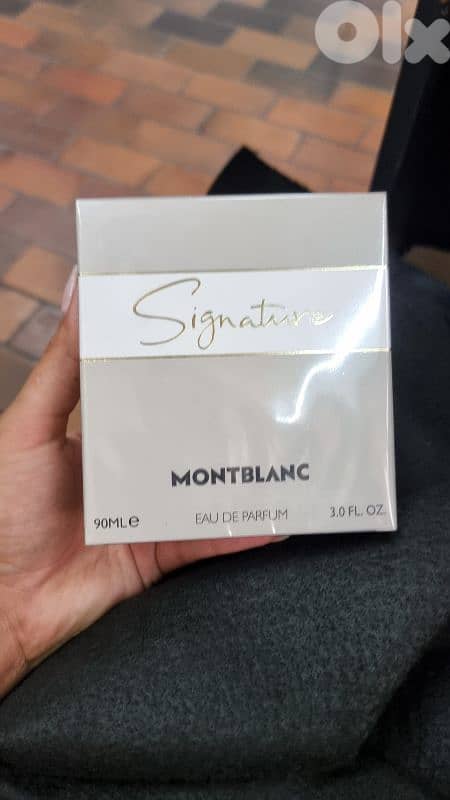 Olx
Signature
MONTBLANC
90MLe EAU DE PARFUM 3.0 FL. OZ.